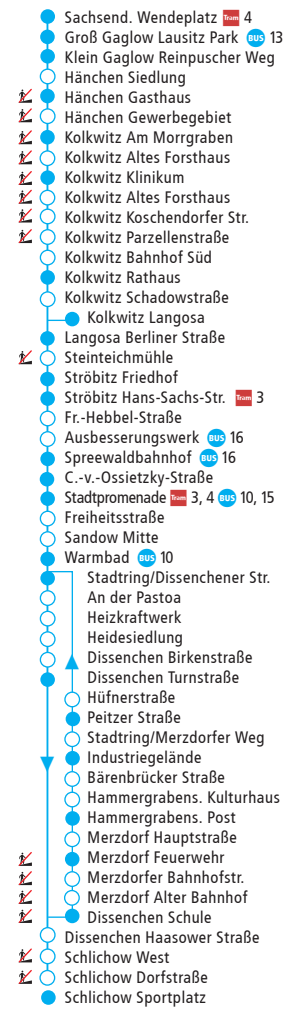 Sachsend. Wendeplatz Tram 4
Groß Gaglow Lausitz Park BUS 13
Klein Gaglow Reinpuscher Weg
Hänchen Siedlung
Hänchen Gasthaus
Hänchen Gewerbegebiet
Kolkwitz Am Morrgraben
Kolkwitz Altes Forsthaus
Kolkwitz Klinikum
Kolkwitz Altes Forsthaus
Kolkwitz Koschendorfer Str.
Kolkwitz Parzellenstraße
Kolkwitz Bahnhof Süd
Kolkwitz Rathaus
Kolkwitz Schadowstraße
Kolkwitz Langosa
Langosa Berliner Straße
Steinteichmühle
Ströbitz Friedhof
Ströbitz Hans-Sachs-Str. Tram 3
Fr.-Hebbel-Straße
Ausbesserungswerk BUS 16
Spreewaldbahnhof BUS 16
C.-v.-Ossietzky-Straße
Stadtpromenade Tram 3, 4 BUS 10, 15
Freiheitsstraße
Sandow Mitte
Warmbad BUS 10
Stadtring/Dissenchener Str.
An der Pastoa
Heizkraftwerk
Heidesiedlung
Dissenchen Birkenstraße
Dissenchen Turnstraße
Hüfnerstraße
Peitzer Straße
Stadtring/Merzdorfer Weg
Industriegelände
Bärenbrücker Straße
Hammergrabens. Kulturhaus
Hammergrabens. Post
Merzdorf Hauptstraße
Merzdorf Feuerwehr
Merzdorfer Bahnhofstr.
Merzdorf Alter Bahnhof
Dissenchen Schule
Dissenchen Haasower Straße
Schlichow West
Schlichow Dorfstraße
Schlichow Sportplatz